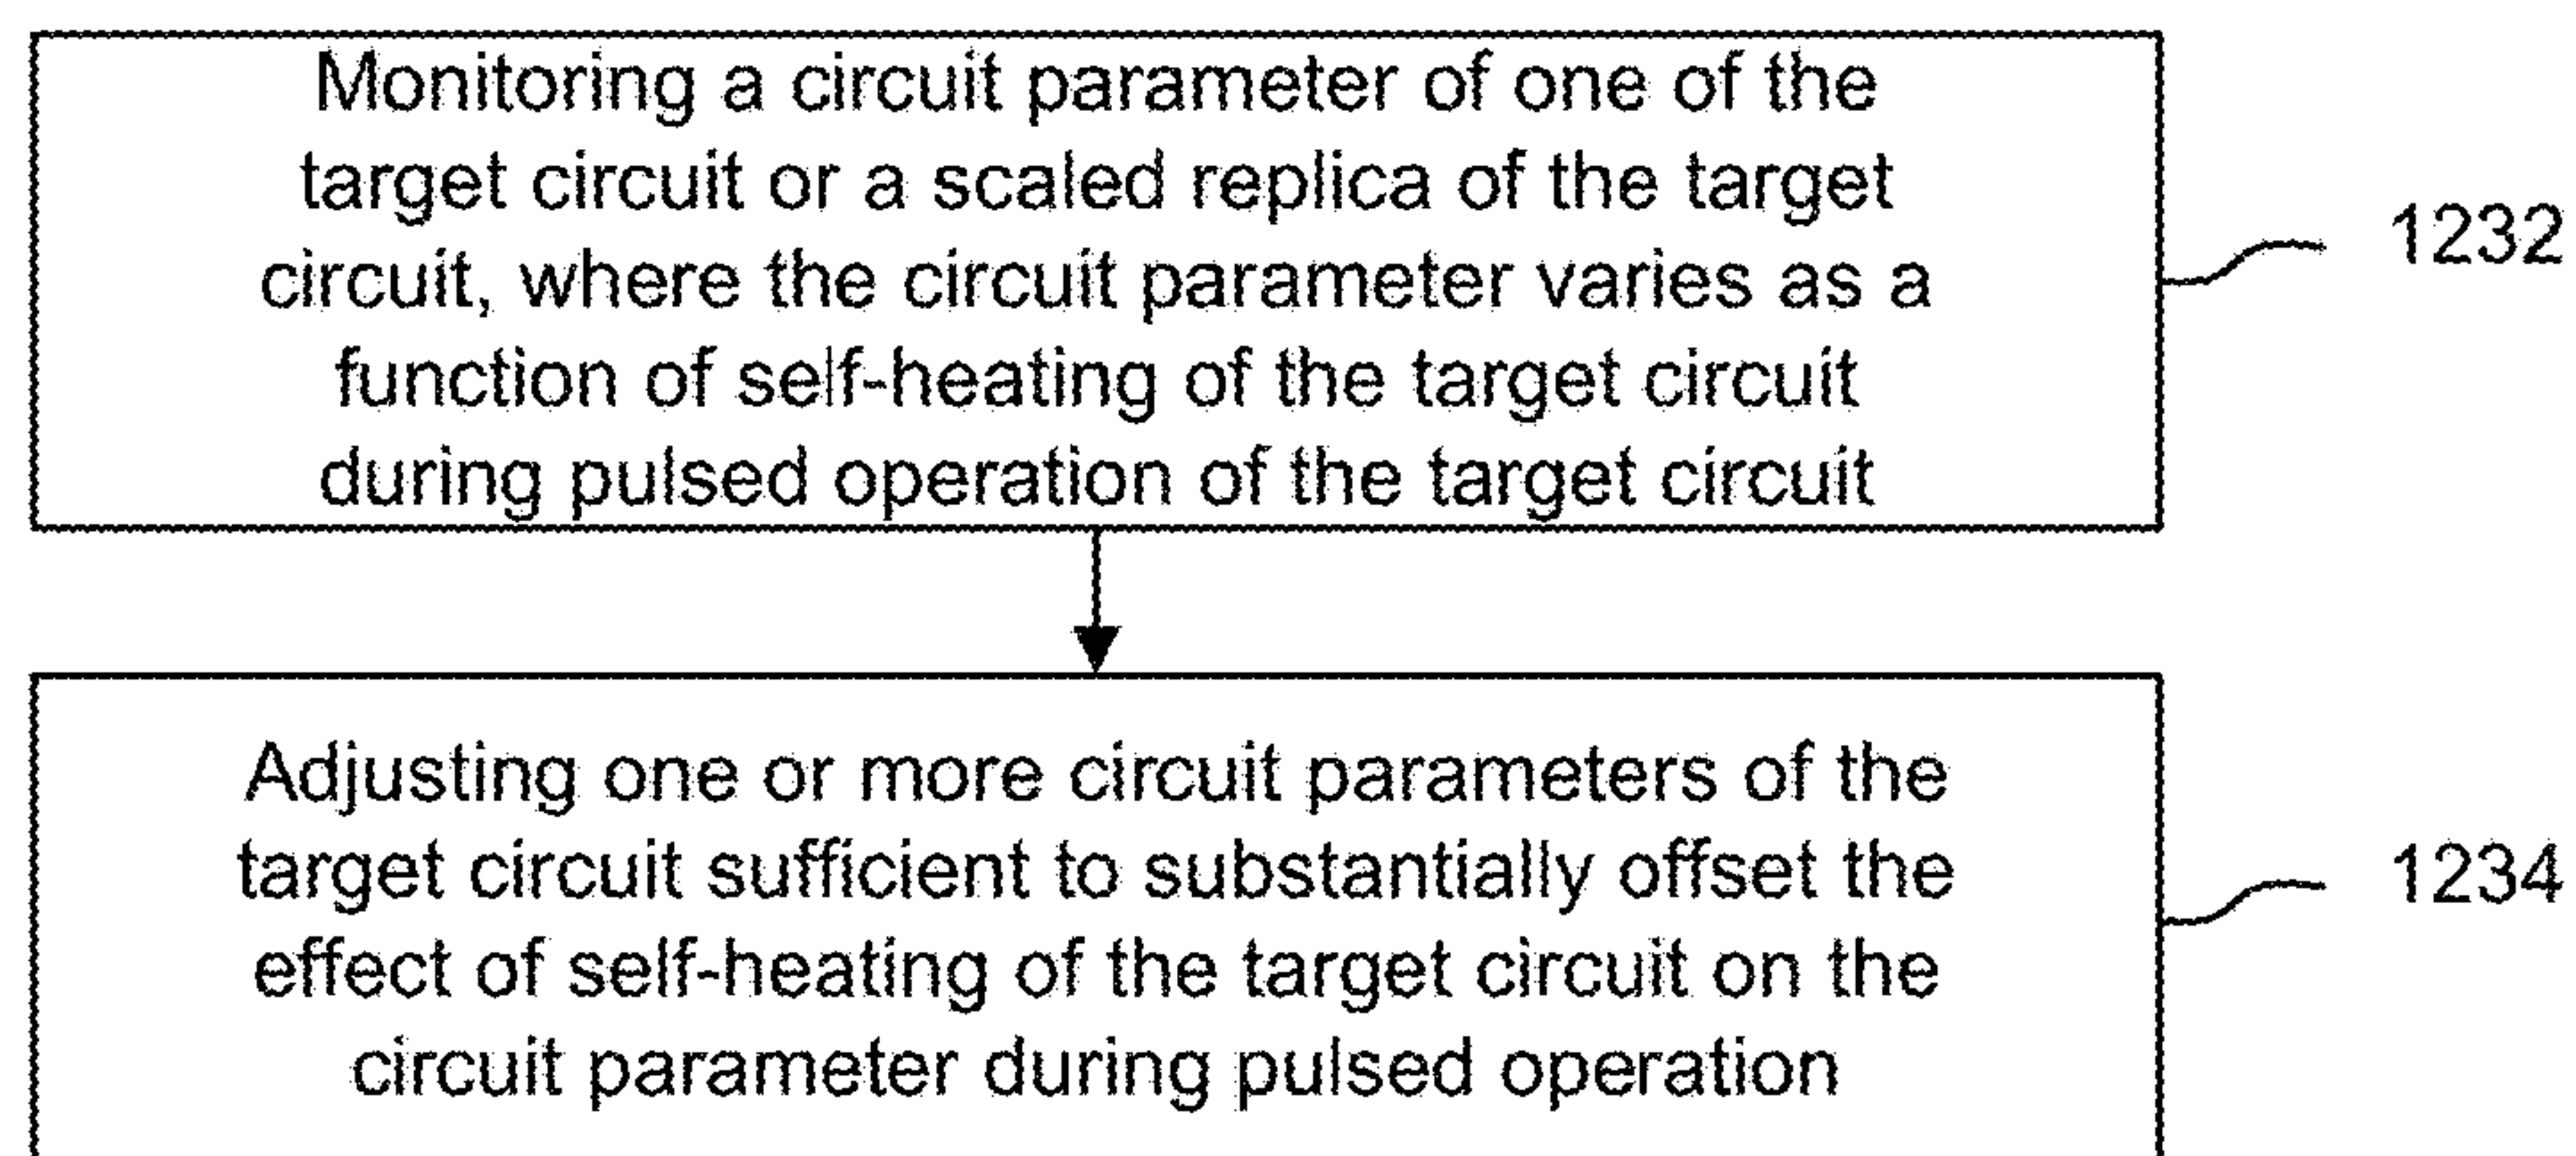 Monitoring a circuit parameter of one of the
target circuit or a scaled replica of the target
circuit, where the circuit parameter varies as a
function of self-heating of the target circuit
during pulsed operation of the target circuit
1232
Adjusting one or more circuit parameters of the
target circuit sufficient to substantially offset the
effect of self-heating of the target circuit on the
circuit parameter during pulsed operation
1234